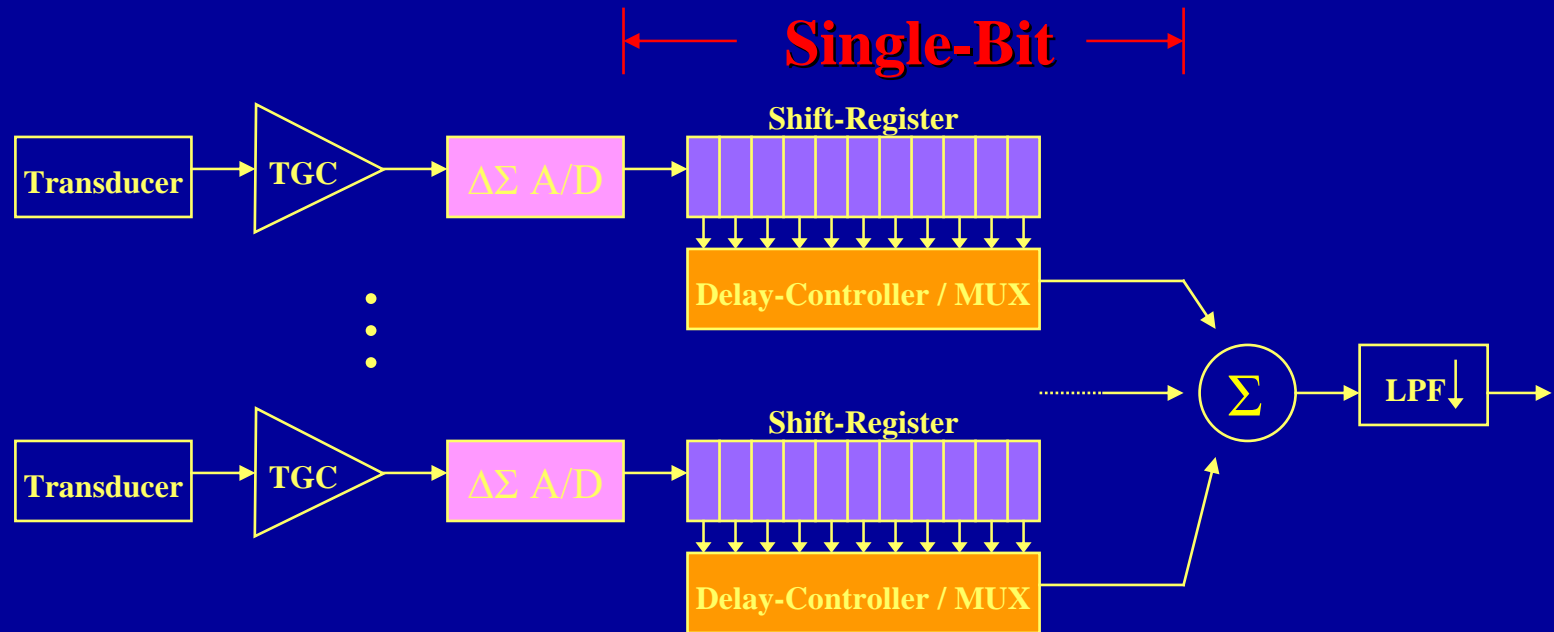 Single-Bit
Shift-Register
Transducer
TGC
ΔΣ A/D
Delay-Controller / MUX
Σ
LPF
Shift-Register
Transducer
TGC
ΔΣ A/D
Delay-Controller / MUX